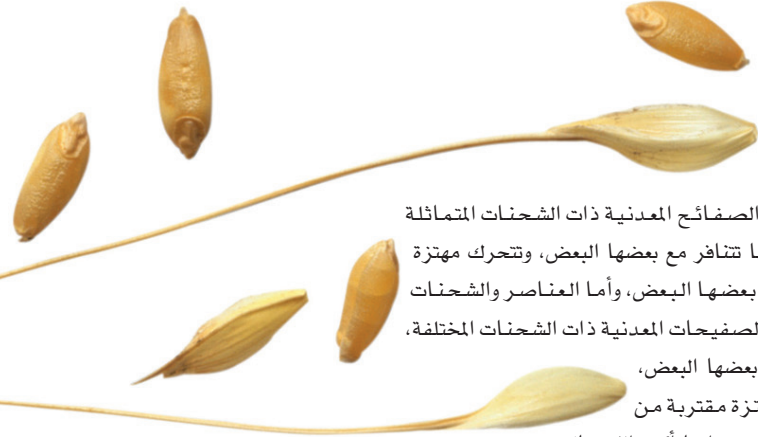 الصفائح المعدنية ذات الشحنات المتماثلة
تتنافر مع بعضها البعض، وتتحرك مهتزة
بعضها البعض، وأما العناصر والشحنات
لصفيحات المعدنية ذات الشحنات المختلفة،
بعضها البعض،
تزة مقتربة من